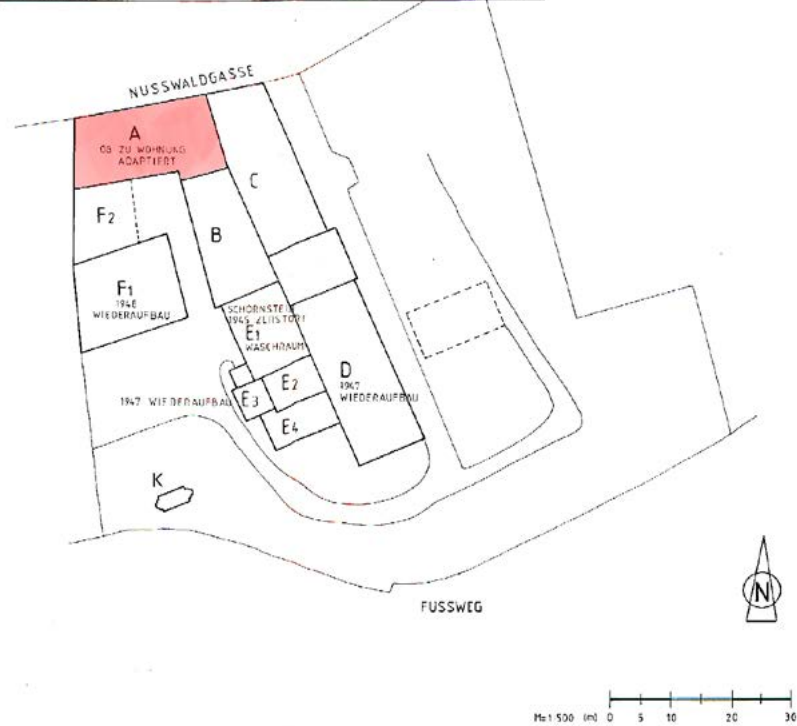 NUSSWALDGASSE
A
OG ZU WOHNUNG
ADAPTIERT
C
F2
B
F1
1948
WIEDERAUFBAU
SCHORNSTEIN
1945 ZERSTÖRT
E1
WASCHRAUM
D
1947
WIEDERAUFBAU
E2
1947 WIEDERAUFBAU
E3
E4
K
N
FUSSWEG
M=1:500 (m) 0 5 10 20 30